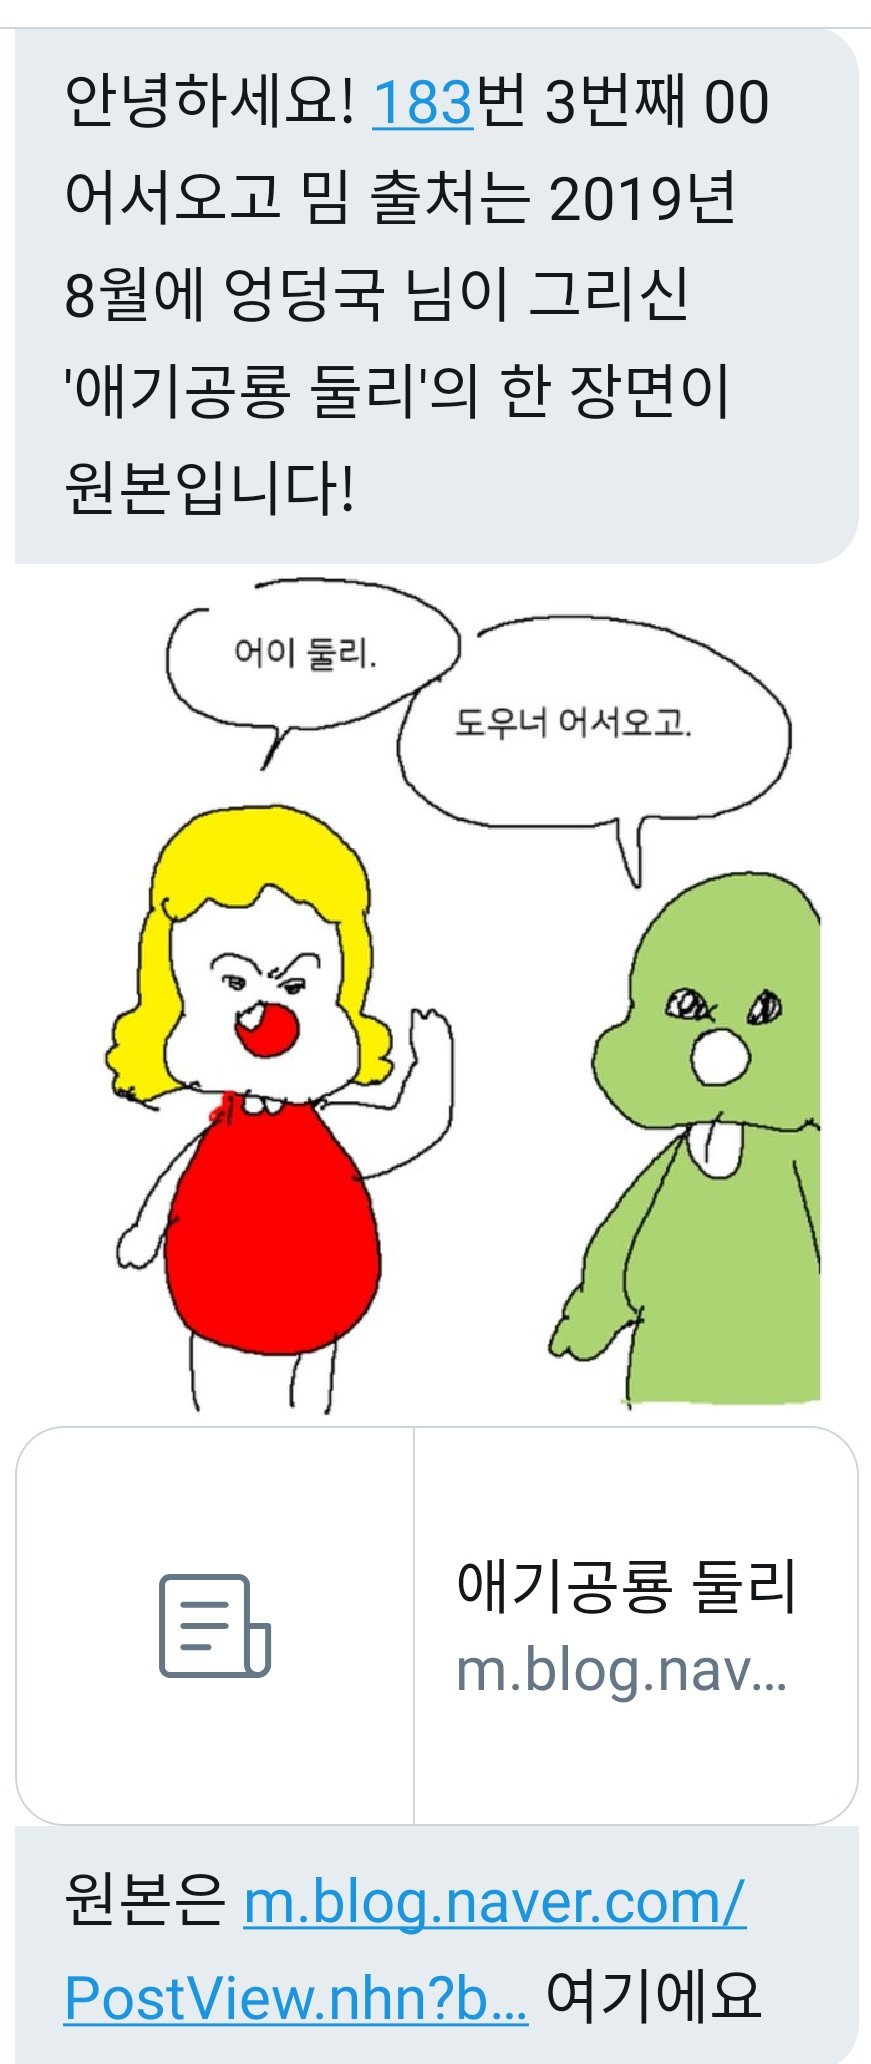 안녕하세요! 183번 3번째 00
어서오고 밈 출처는 2019년
8월에 엉덩국 님이 그리신
'애기공룡 둘리'의 한 장면이
원본입니다!
어이 둘리.
도우너 어서오고.
애기공룡 둘리
m.blog.nav...
원본은 m.blog.naver.com/
PostView.nhn?b... 여기에요